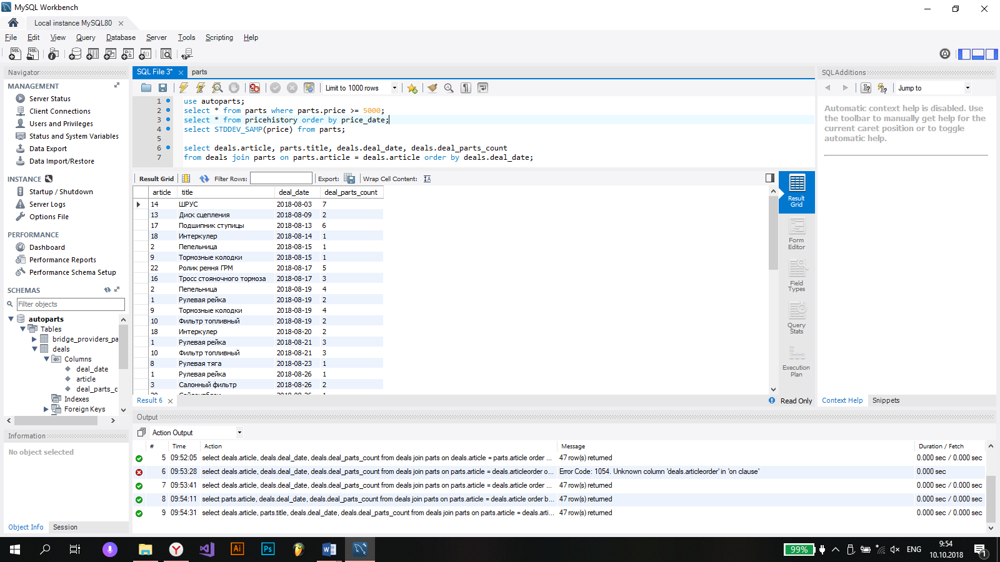 MySQL Workbench
Local instance MySQL80
File Edit View Query Database Server Tools Scripting Help
Navigator
MANAGEMENT
Server Status
Client Connections
Users and Privileges
Status and System Variables
Data Export
Data Import/Restore
INSTANCE
Startup / Shutdown
Server Logs
Options File
PERFORMANCE
Dashboard
Performance Reports
Performance Schema Setup
SCHEMAS
Filter objects
autoparts
Tables
bridge_providers_pa
deals
Columns
deal_date
article
deal_parts_c
Indexes
Foreign Keys
Information
No object selected
Object Info Session
SQL File 3* parts
Limit to 1000 rows
1 use autoparts;
2 select * from parts where parts.price >= 5000;
3 select * from pricehistory order by price_date;
4 select STDDEV_SAMP(price) from parts;
5
6 select deals.article, parts.title, deals.deal_date, deals.deal_parts_count
7 from deals join parts on parts.article = deals.article order by deals.deal_date;
Result Grid Filter Rows: Export: Wrap Cell Content:
article title deal_date deal_parts_count
14 ШРУС 2018-08-03 7
13 Диск сцепления 2018-08-09 2
17 Подшипник ступицы 2018-08-13 6
18 Интеркулер 2018-08-14 1
2 Пепельница 2018-08-15 1
9 Тормозные колодки 2018-08-15 1
22 Ролик ремня ГРМ 2018-08-17 5
16 Тросс стояночного тормоза 2018-08-17 3
2 Пепельница 2018-08-19 4
1 Рулевая рейка 2018-08-19 2
9 Тормозные колодки 2018-08-19 4
10 Фильтр топливный 2018-08-19 2
18 Интеркулер 2018-08-20 2
1 Рулевая рейка 2018-08-21 3
10 Фильтр топливный 2018-08-21 3
8 Рулевая тяга 2018-08-23 1
1 Рулевая рейка 2018-08-26 1
3 Салонный фильтр 2018-08-26 2
Result Grid
Form Editor
Field Types
Query Stats
Execution Plan
Result 6
Read Only
SQLAdditions
Jump to
Automatic context help is disabled. Use
the toolbar to manually get help for the
current caret position or to toggle
automatic help.
Context Help Snippets
Output
Action Output
# Time Action Message Duration / Fetch
5 09:52:05 select deals.article, deals.deal_date, deals.deal_parts_count from deals join parts on deals.article = parts.article order ... 47 row(s) returned 0.000 sec / 0.000 sec
6 09:53:28 select deals.article, deals.deal_date, deals.deal_parts_count from deals join parts on parts.article = deals.articleorder o... Error Code: 1054. Unknown column 'deals.articleorder' in 'on clause' 0.000 sec
7 09:53:41 select deals.article, deals.deal_date, deals.deal_parts_count from deals join parts on parts.article = deals.article order ... 47 row(s) returned 0.000 sec / 0.000 sec
8 09:54:11 select parts.article, deals.deal_date, deals.deal_parts_count from deals join parts on parts.article = deals.article order b... 47 row(s) returned 0.000 sec / 0.000 sec
9 09:54:31 select deals.article, parts.title, deals.deal_date, deals.deal_parts_count from deals join parts on parts.article = deals.arti... 47 row(s) returned 0.000 sec / 0.000 sec
99% ENG 9:54
10.10.2018
1